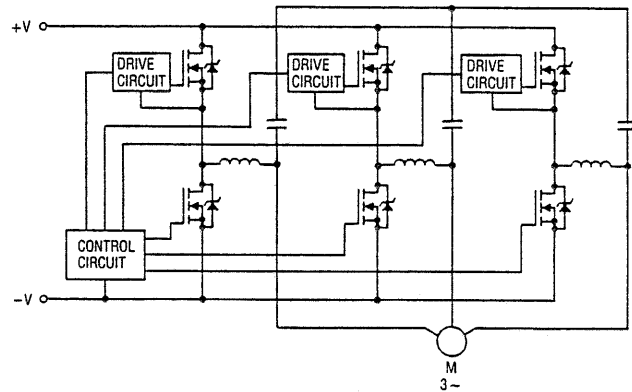 +V
DRIVE
CIRCUIT
DRIVE
CIRCUIT
DRIVE
CIRCUIT
CONTROL
CIRCUIT
−V
M
3~